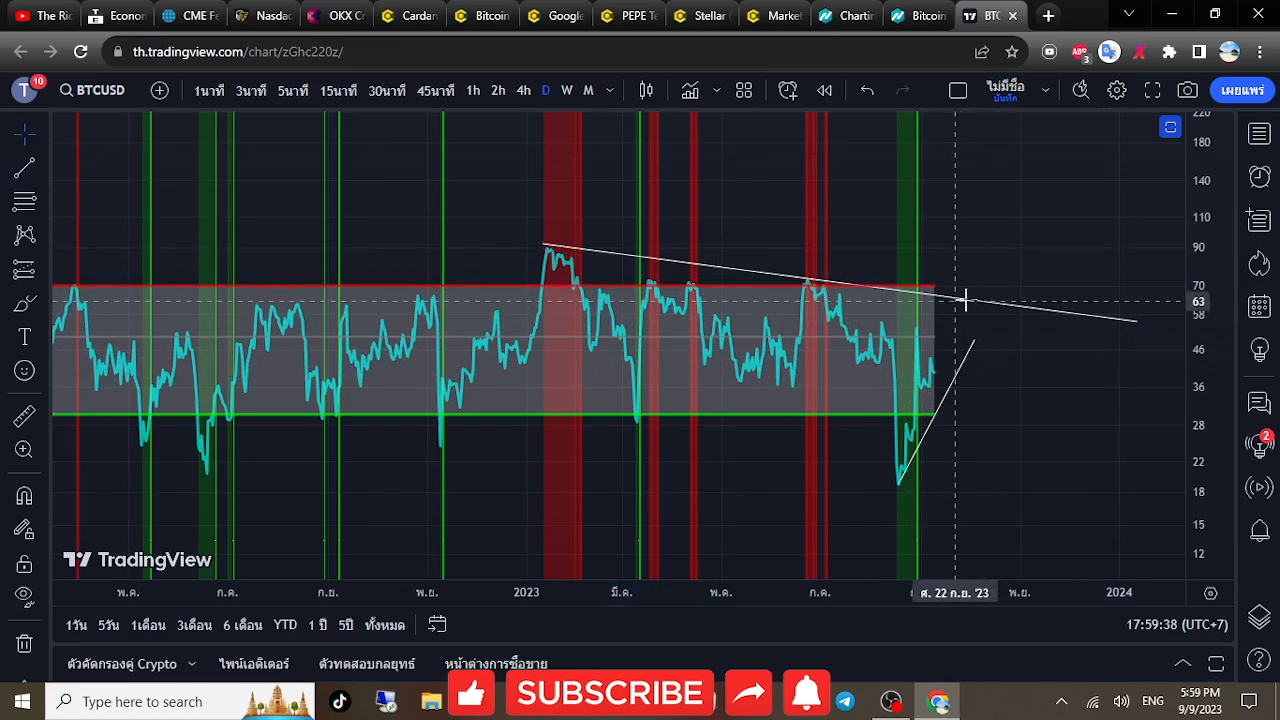 The Ri
Econom
CME Fe
Nasdac
OKX C
Cardan
Bitcoin
Google
PEPE Te
Stellar
Market
Chartin
Bitcoin
BTC
th.tradingview.com/chart/zGhc220z/
ABP
3
T
10
BTCUSD
1นาที
3นาที
5นาที
15นาที
30นาที
45นาที
1h
2h
4h
D
W
M
ไม่มีชื่อ
บันทึก
เผยแพร่
220
180
140
110
90
70
63
58
46
36
28
22
18
15
12
T
2
TradingView
พ.ค.
ก.ค.
ก.ย.
พ.ย.
2023
มี.ค.
พ.ค.
ก.ค.
ศ. 22 ก.ย. '23
พ.ย.
2024
1วัน
5วัน
1เดือน
3เดือน
6 เดือน
YTD
1 ปี
5ปี
ทั้งหมด
17:59:38 (UTC+7)
ตัวคัดกรองคู่ Crypto
ไพน์เอดิเตอร์
ตัวทดสอบกลยุทธ์
หน้าต่างการซื้อขาย
SUBSCRIBE
Type here to search
ENG
5:59 PM
9/9/2023